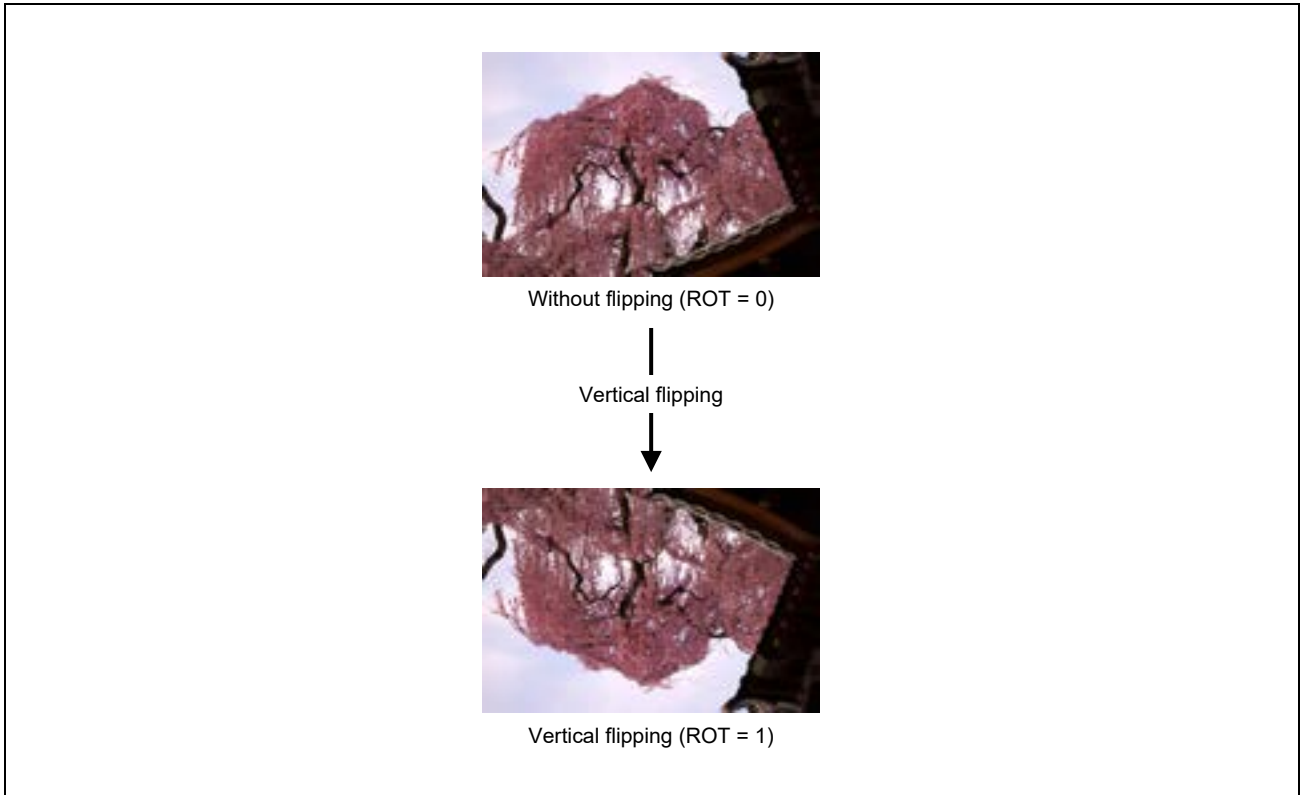 Without flipping (ROT = 0)
Vertical flipping
Vertical flipping (ROT = 1)